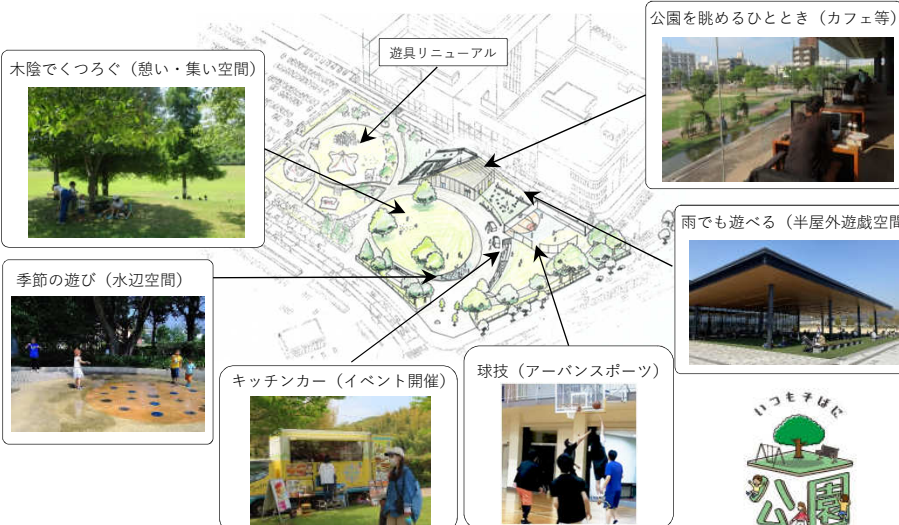 公園を眺めるひととき（カフェ等）
遊具リニューアル
木陰でくつろぐ（憩い・集い空間）
雨でも遊べる（半屋外遊戯空間
季節の遊び（水辺空間）
キッチンカー（イベント開催）
球技（アーバンスポーツ）
いつもそばに
公園